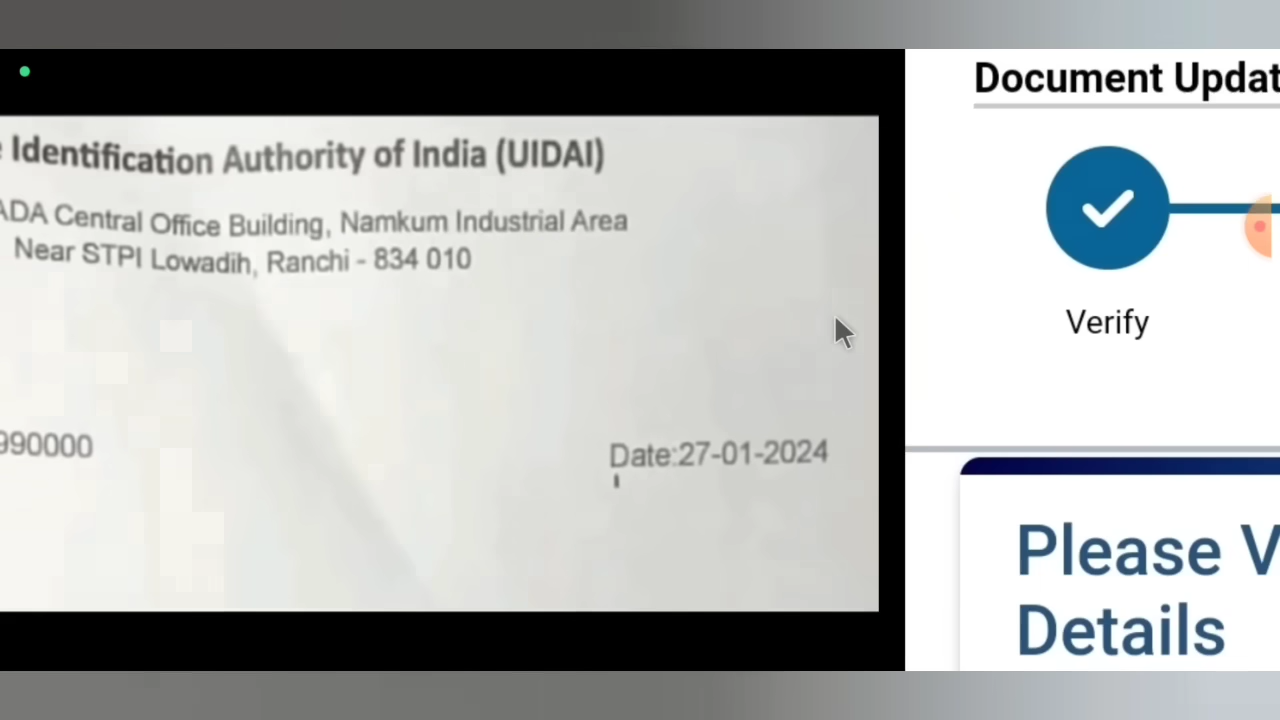 Identification Authority of India (UIDAI)
ADA Central Office Building, Namkum Industrial Area
Near STPI Lowadih, Ranchi - 834 010
990000
Date:27-01-2024
Document Updat
Verify
Please V
Details